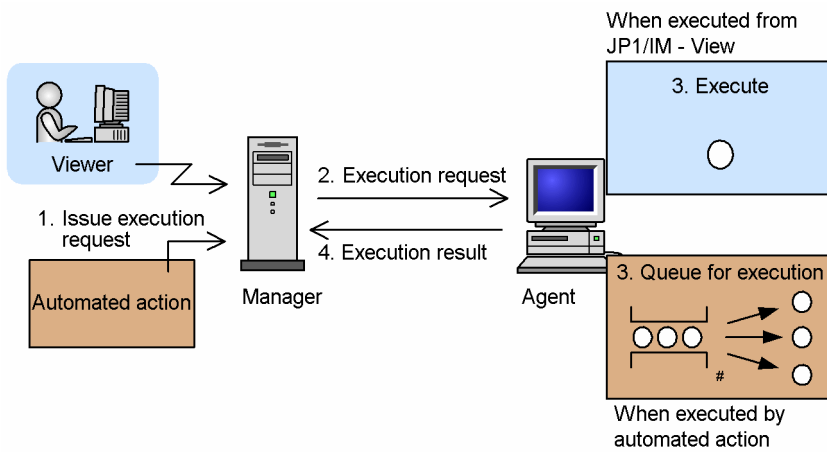 When executed from
JP1/IM - View
3. Execute
Viewer
2. Execution request
1. Issue execution
request
4. Execution result
3. Queue for execution
Automated action
Manager
Agent
#
When executed by
automated action